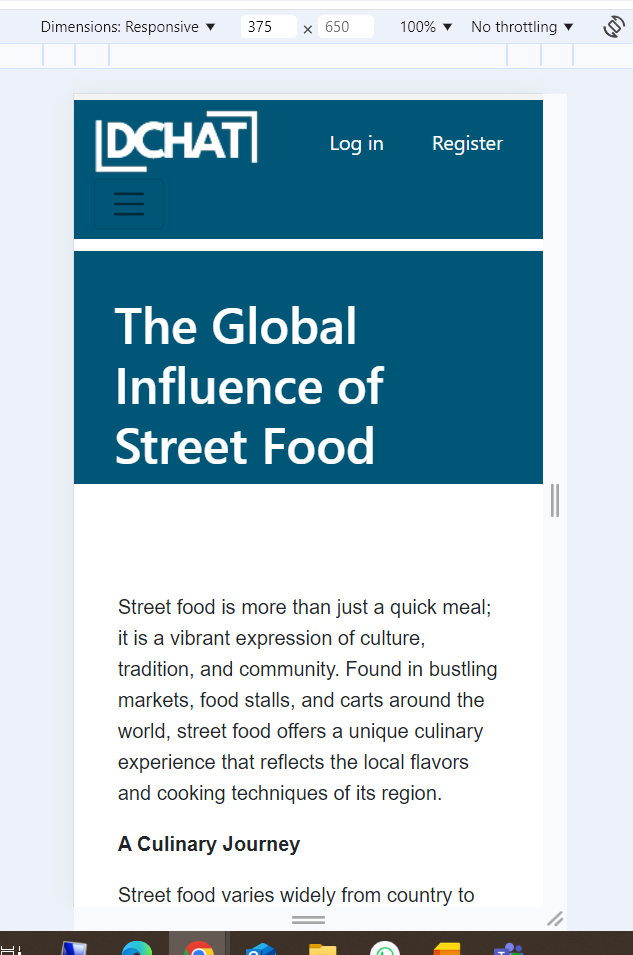 Dimensions: Responsive ▼ 375 × 650 100% ▼ No throttling ▼
DCHAT
Log in Register
The Global
Influence of
Street Food
Street food is more than just a quick meal;
it is a vibrant expression of culture,
tradition, and community. Found in bustling
markets, food stalls, and carts around the
world, street food offers a unique culinary
experience that reflects the local flavors
and cooking techniques of its region.
A Culinary Journey
Street food varies widely from country to